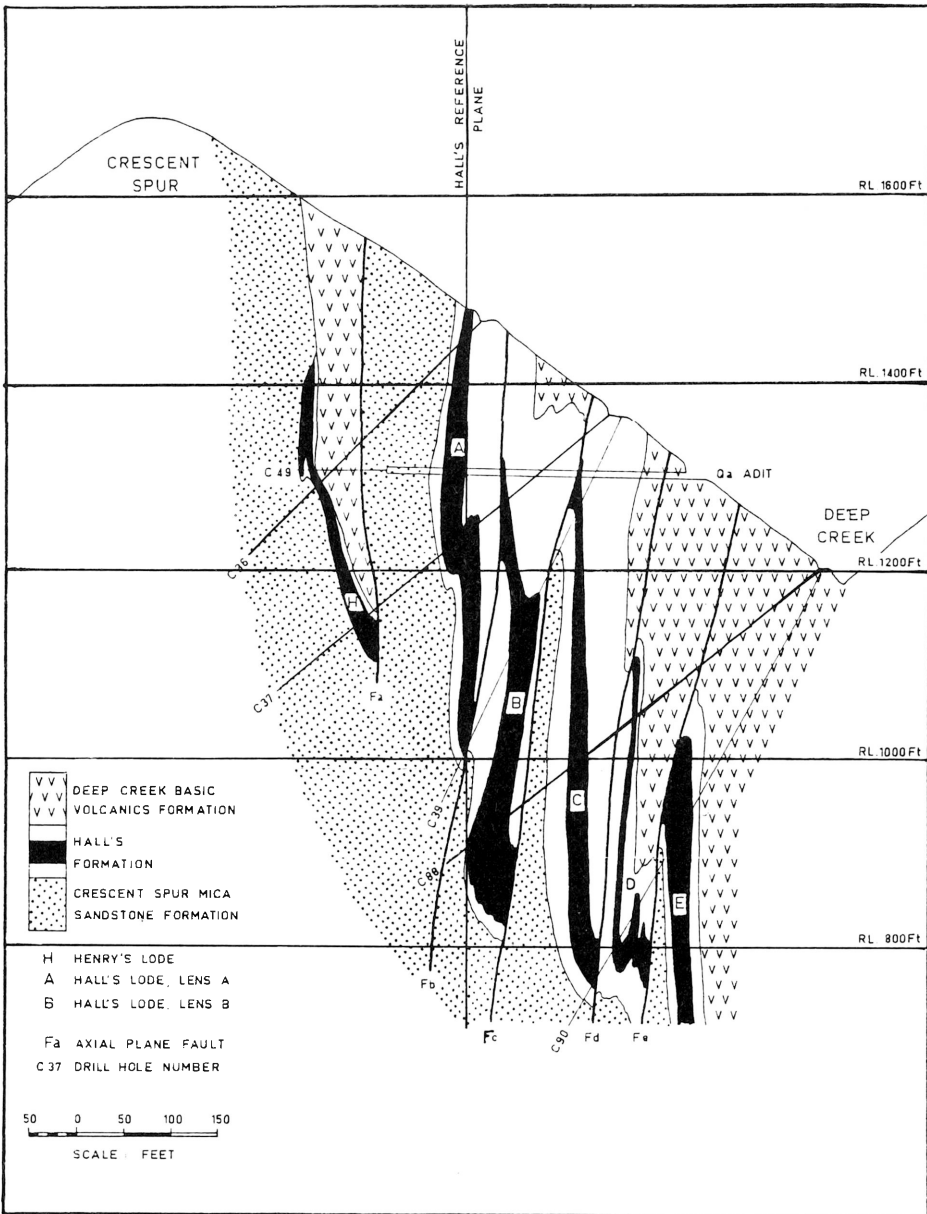 HALL'S REFERENCE
PLANE
CRESCENT
SPUR
RL 1600Ft
RL. 1400Ft
A
C 49
Qa ADIT
DEEP
CREEK
C 36
RL.1200Ft
H
C 37
Fa
B
RL.1000Ft
C
C 39
C 88
D
E
RL. 800Ft
Fb
Fc
C 90
Fd
Fe
DEEP CREEK BASIC
VOLCANICS FORMATION
HALL'S
FORMATION
CRESCENT SPUR MICA
SANDSTONE FORMATION
H HENRY'S LODE
A HALL'S LODE, LENS A
B HALL'S LODE, LENS B
Fa AXIAL PLANE FAULT
C 37 DRILL HOLE NUMBER
50 0 50 100 150
SCALE : FEET